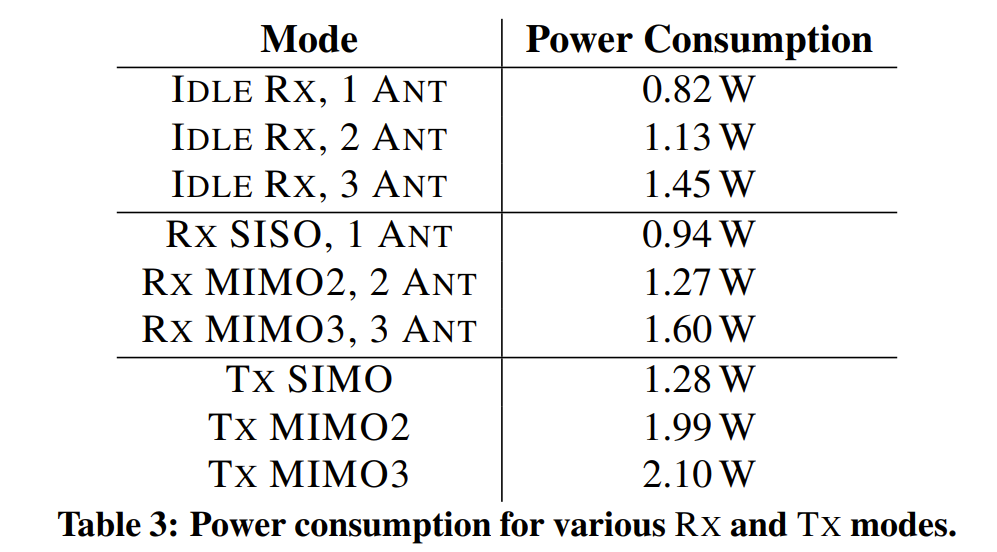 Mode Power Consumption
IDLE RX, 1 ANT 0.82 W
IDLE RX, 2 ANT 1.13 W
IDLE RX, 3 ANT 1.45 W
RX SISO, 1 ANT 0.94 W
RX MIMO2, 2 ANT 1.27 W
RX MIMO3, 3 ANT 1.60 W
TX SIMO 1.28 W
TX MIMO2 1.99 W
TX MIMO3 2.10 W
Table 3: Power consumption for various RX and TX modes.